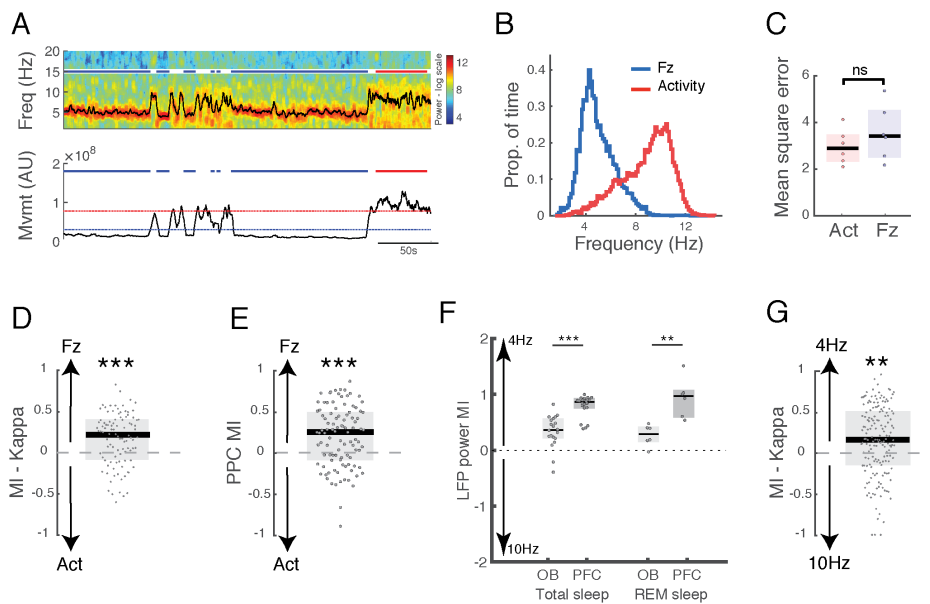 A
Freq (Hz)
20
15
10
5
Power - log scale
12
8
4
Mvmt (AU)
2
×10⁸
1
0
50s
B
Prop. of time
0.4
0.3
0.2
0.1
0
4
8
12
Frequency (Hz)
Fz
Activity
C
Mean square error
6
4
2
0
ns
Act
Fz
D
Fz
***
MI - Kappa
1
0.5
0
-0.5
-1
Act
E
Fz
***
PPC MI
1
0.5
0
-0.5
-1
Act
F
LFP power MI
2
1
0
-1
-2
4Hz
10Hz
***
**
OB PFC OB PFC
Total sleep REM sleep
G
4Hz
**
MI - Kappa
1
0.5
0
-0.5
-1
10Hz